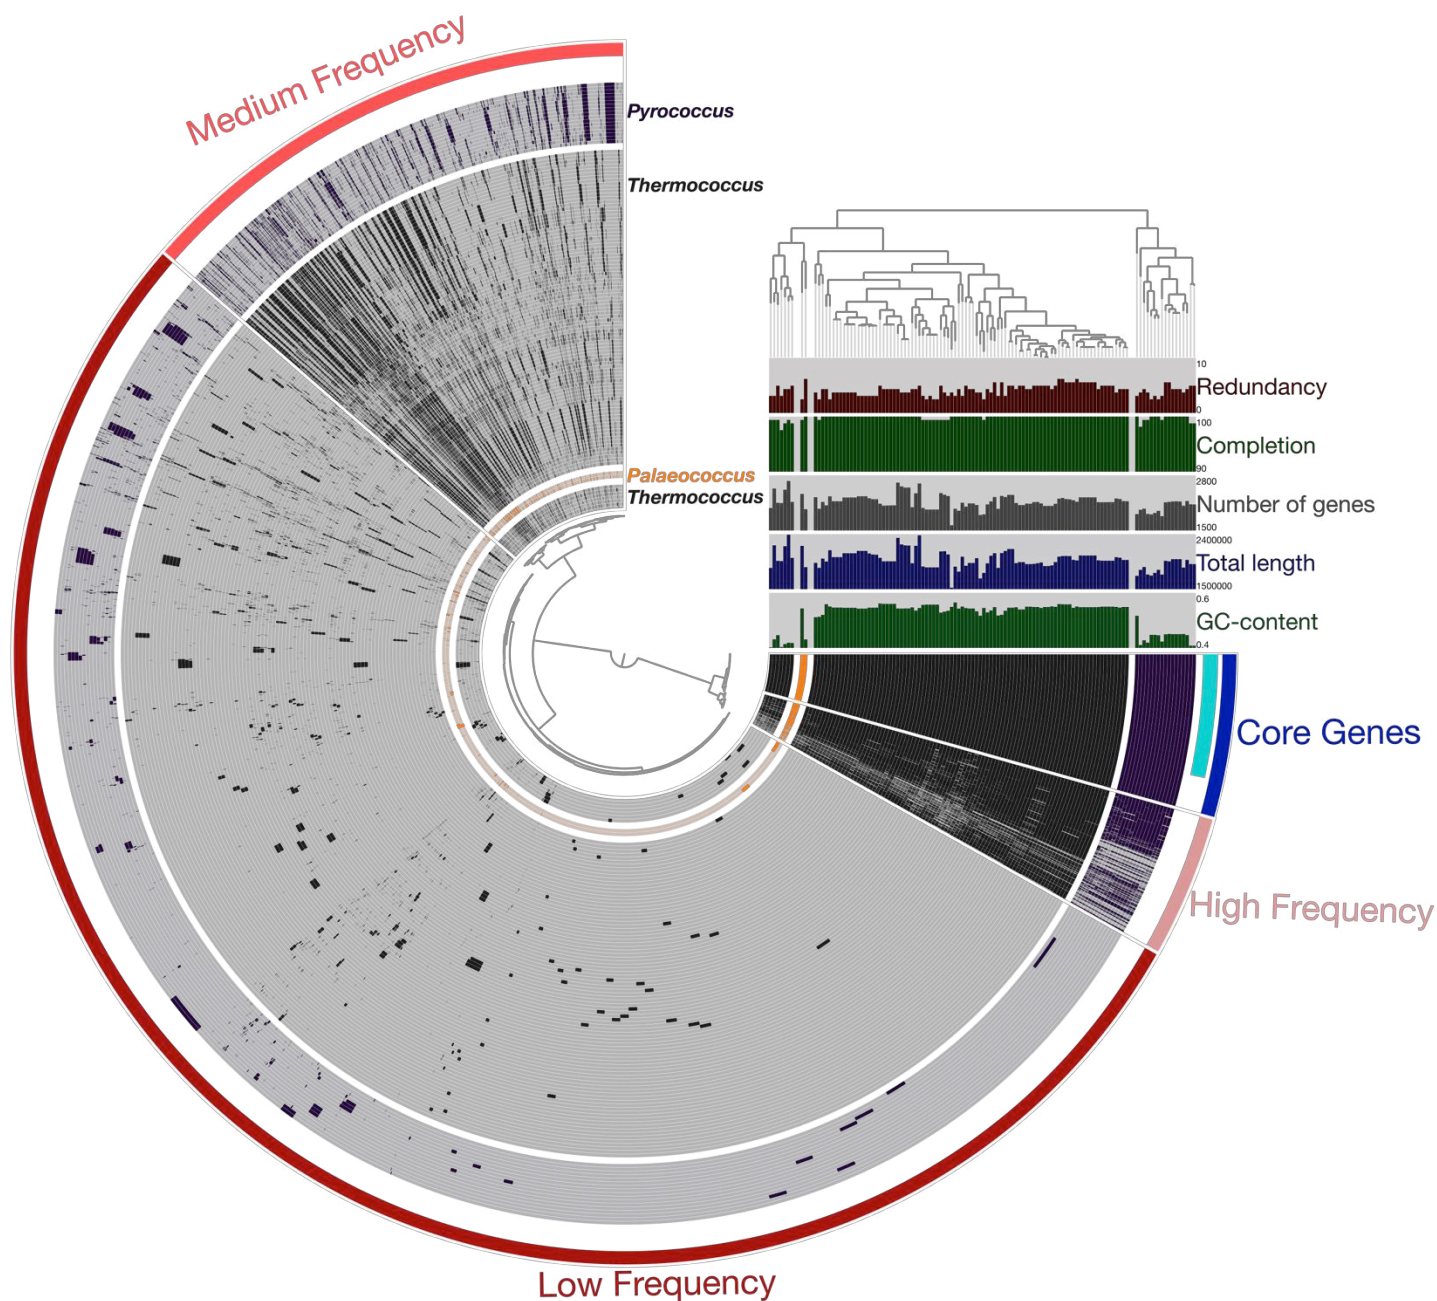 Medium Frequency
Pyrococcus
Thermococcus
10
Redundancy
0
100
Completion
90
Palaeococcus
Thermococcus
2800
Number of genes
1500
2400000
Total length
1500000
0.6
GC-content
0.4
Core Genes
High Frequency
Low Frequency